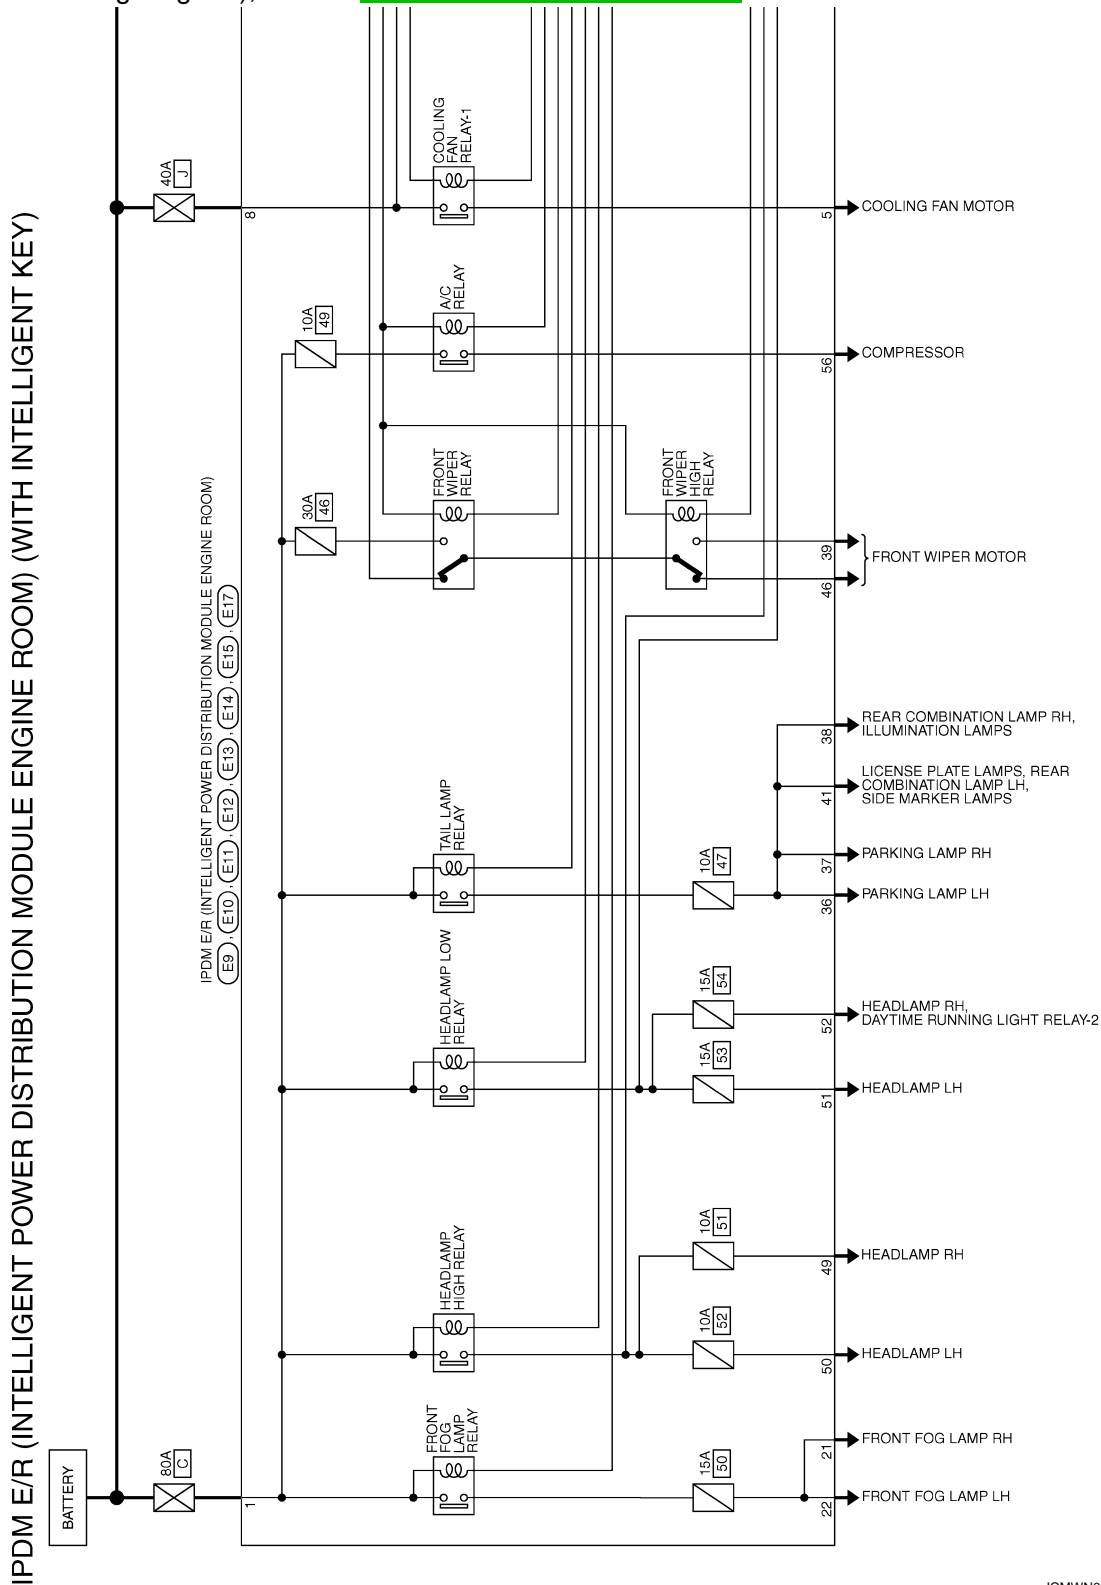 IPDM E/R (INTELLIGENT POWER DISTRIBUTION MODULE ENGINE ROOM) (WITH INTELLIGENT KEY)
BATTERY
80A
C
40A
J
IPDM E/R (INTELLIGENT POWER DISTRIBUTION MODULE ENGINE ROOM)
E9 , E10 , E11 , E12 , E13 , E14 , E15 , E17
1
8
COOLING
FAN
RELAY-1
5
COOLING FAN MOTOR
10A
49
A/C
RELAY
56
COMPRESSOR
30A
46
FRONT
WIPER
RELAY
FRONT
WIPER
HIGH
RELAY
39
46
FRONT WIPER MOTOR
38
REAR COMBINATION LAMP RH,
ILLUMINATION LAMPS
41
LICENSE PLATE LAMPS, REAR
COMBINATION LAMP LH,
SIDE MARKER LAMPS
TAIL LAMP
RELAY
10A
47
37
PARKING LAMP RH
36
PARKING LAMP LH
HEADLAMP LOW
RELAY
15A
54
52
HEADLAMP RH,
DAYTIME RUNNING LIGHT RELAY-2
15A
53
51
HEADLAMP LH
HEADLAMP
HIGH RELAY
10A
51
49
HEADLAMP RH
10A
52
50
HEADLAMP LH
FRONT
FOG
LAMP
RELAY
15A
50
21
FRONT FOG LAMP RH
22
FRONT FOG LAMP LH